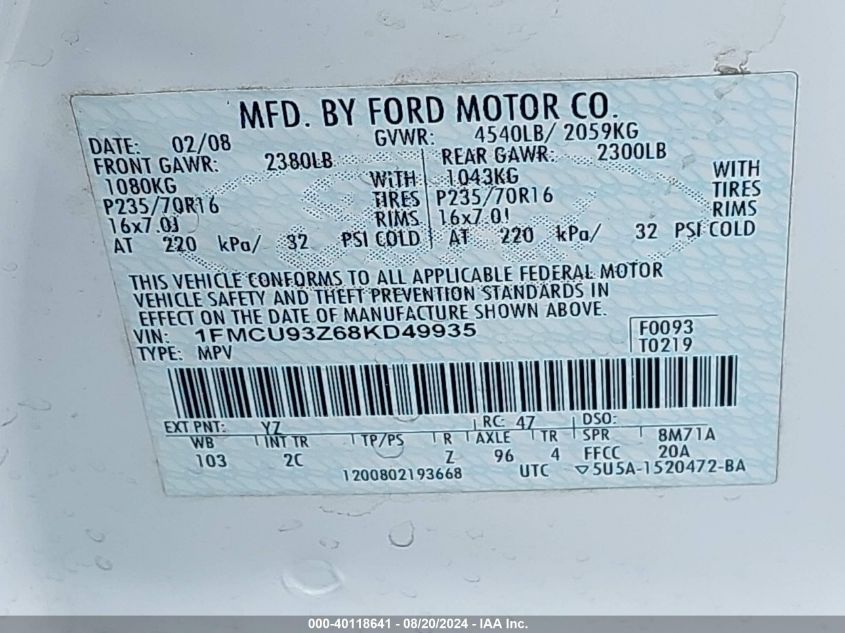 MFD. BY FORD MOTOR CO.
DATE: 02/08 GVWR: 4540LB/ 2059KG
FRONT GAWR: 2380LB REAR GAWR: 2300LB
1080KG WITH 1043KG WITH
P235/70R16 TIRES P235/70R16 TIRES
16x7.0J RIMS 16x7.0J RIMS
AT 220 kPa/ 32 PSI COLD AT 220 kPa/ 32 PSI COLD
THIS VEHICLE CONFORMS TO ALL APPLICABLE FEDERAL MOTOR
VEHICLE SAFETY AND THEFT PREVENTION STANDARDS IN
EFFECT ON THE DATE OF MANUFACTURE SHOWN ABOVE.
VIN: 1FMCU93Z68KD49935 F0093
TYPE: MPV T0219
EXT PNT: YZ RC: 47 DSO:
WB INT TR TP/PS R AXLE TR SPR 8M71A
103 2C Z 96 4 FFCC 20A
1200802193668 UTC ▽5U5A-1520472-BA
000-40118641 - 08/20/2024 - IAA Inc.